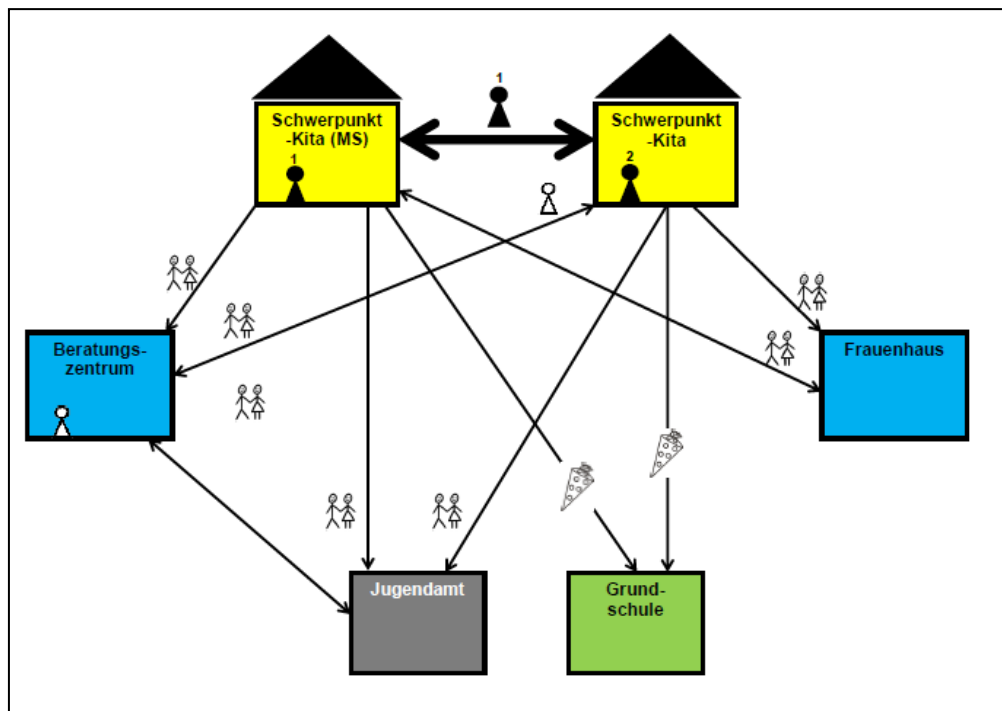 1
Schwerpunkt
-Kita (MS)
1
Schwerpunkt
-Kita
2
Beratungs-
zentrum
Frauenhaus
Jugendamt
Grund-
schule